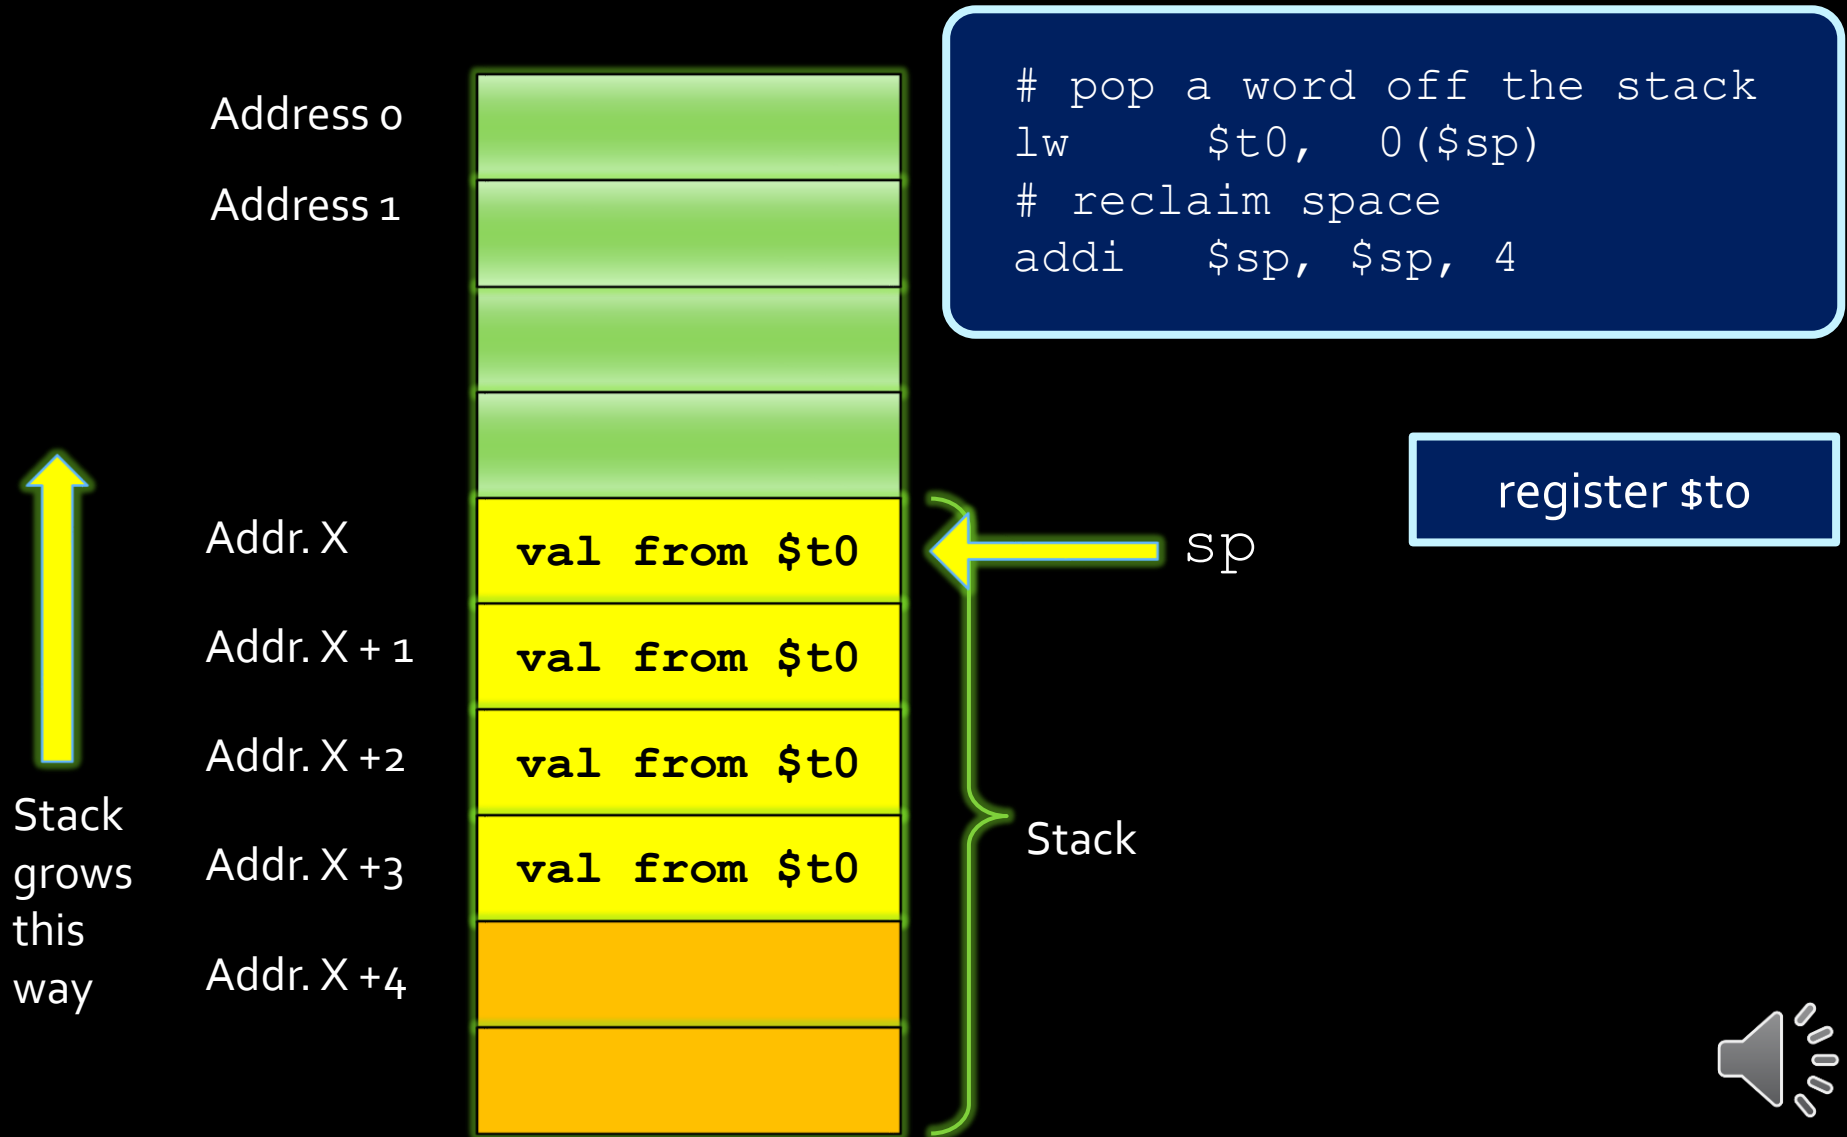 # pop a word off the stack
lw $t0, 0($sp)
# reclaim space
addi $sp, $sp, 4
Address 0
Address 1
register $t0
Addr. X
val from $t0
sp
Addr. X + 1
val from $t0
Addr. X +2
val from $t0
Stack
grows
this
way
Addr. X +3
val from $t0
Stack
Addr. X +4